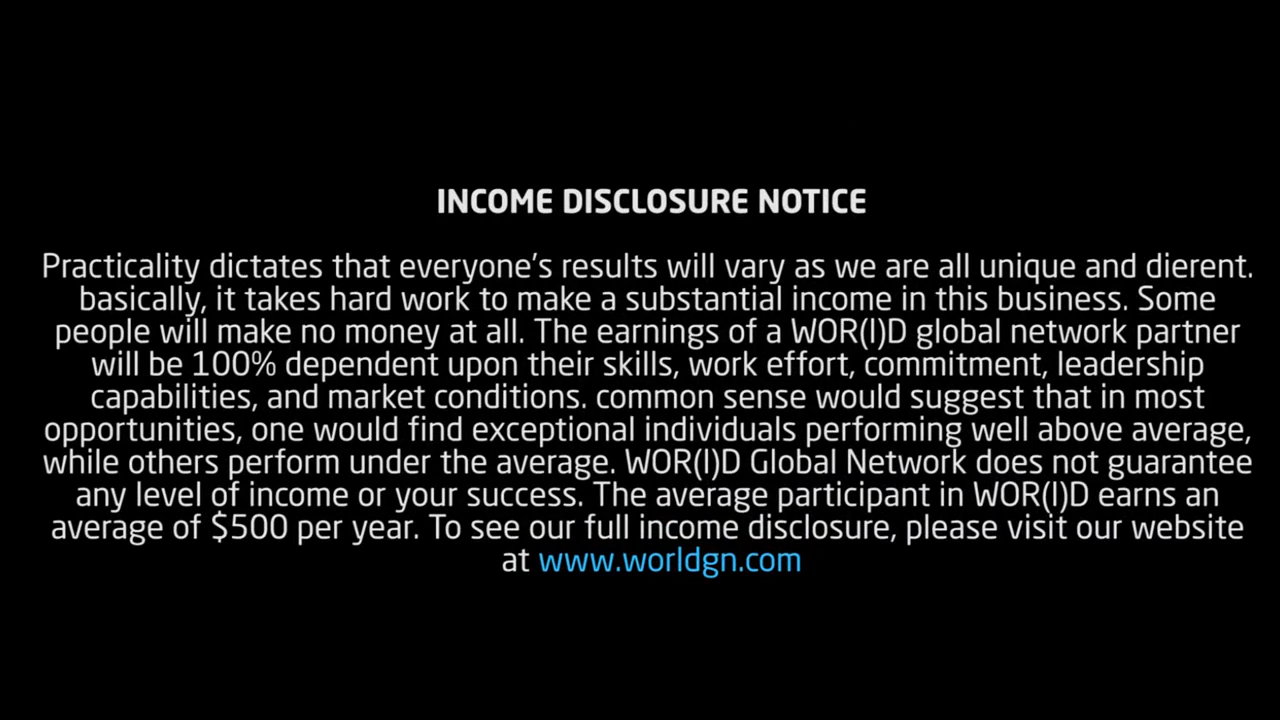 INCOME DISCLOSURE NOTICE
Practicality dictates that everyone's results will vary as we are all unique and dierent.
basically, it takes hard work to make a substantial income in this business. Some
people will make no money at all. The earnings of a WOR(I)D global network partner
will be 100% dependent upon their skills, work effort, commitment, leadership
capabilities, and market conditions. common sense would suggest that in most
opportunities, one would find exceptional individuals performing well above average,
while others perform under the average. WOR(I)D Global Network does not guarantee
any level of income or your success. The average participant in WOR(I)D earns an
average of $500 per year. To see our full income disclosure, please visit our website
at www.worldgn.com